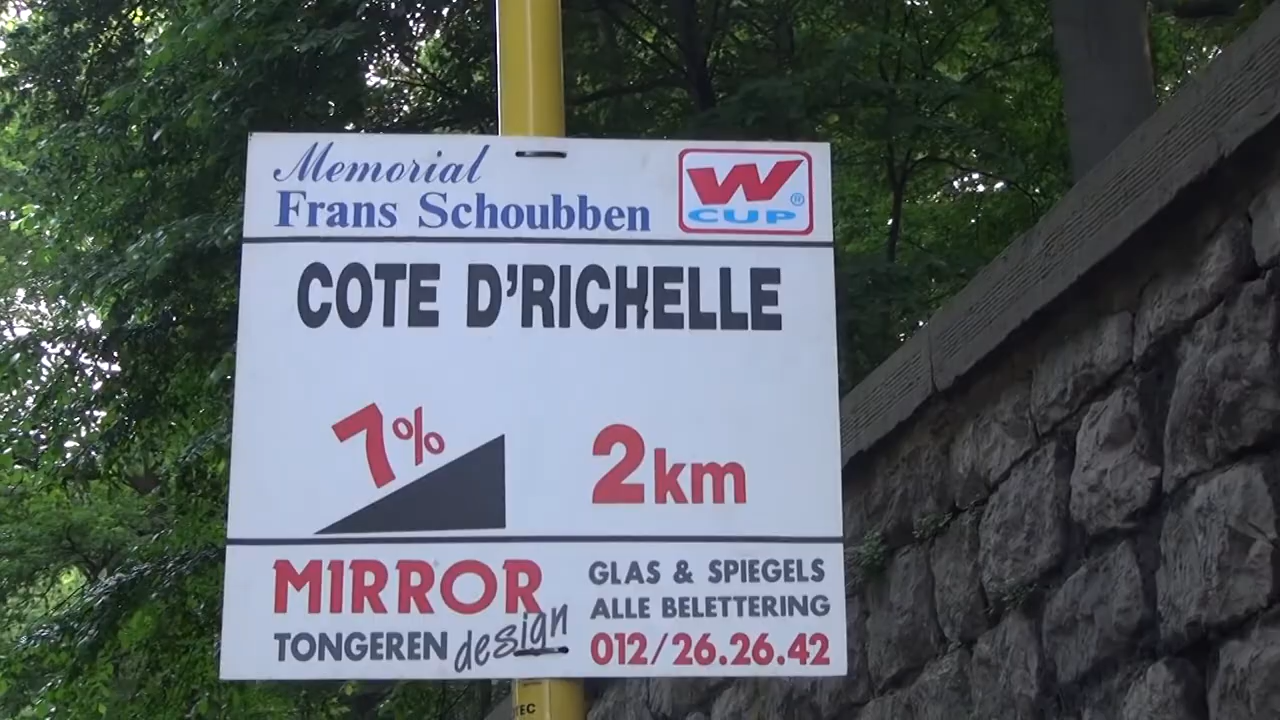 Memorial
Frans Schoubben
W®
CUP
COTE D'RICHELLE
7%
2km
MIRROR
TONGEREN design
GLAS & SPIEGELS
ALLE BELETTERING
012/26.26.42